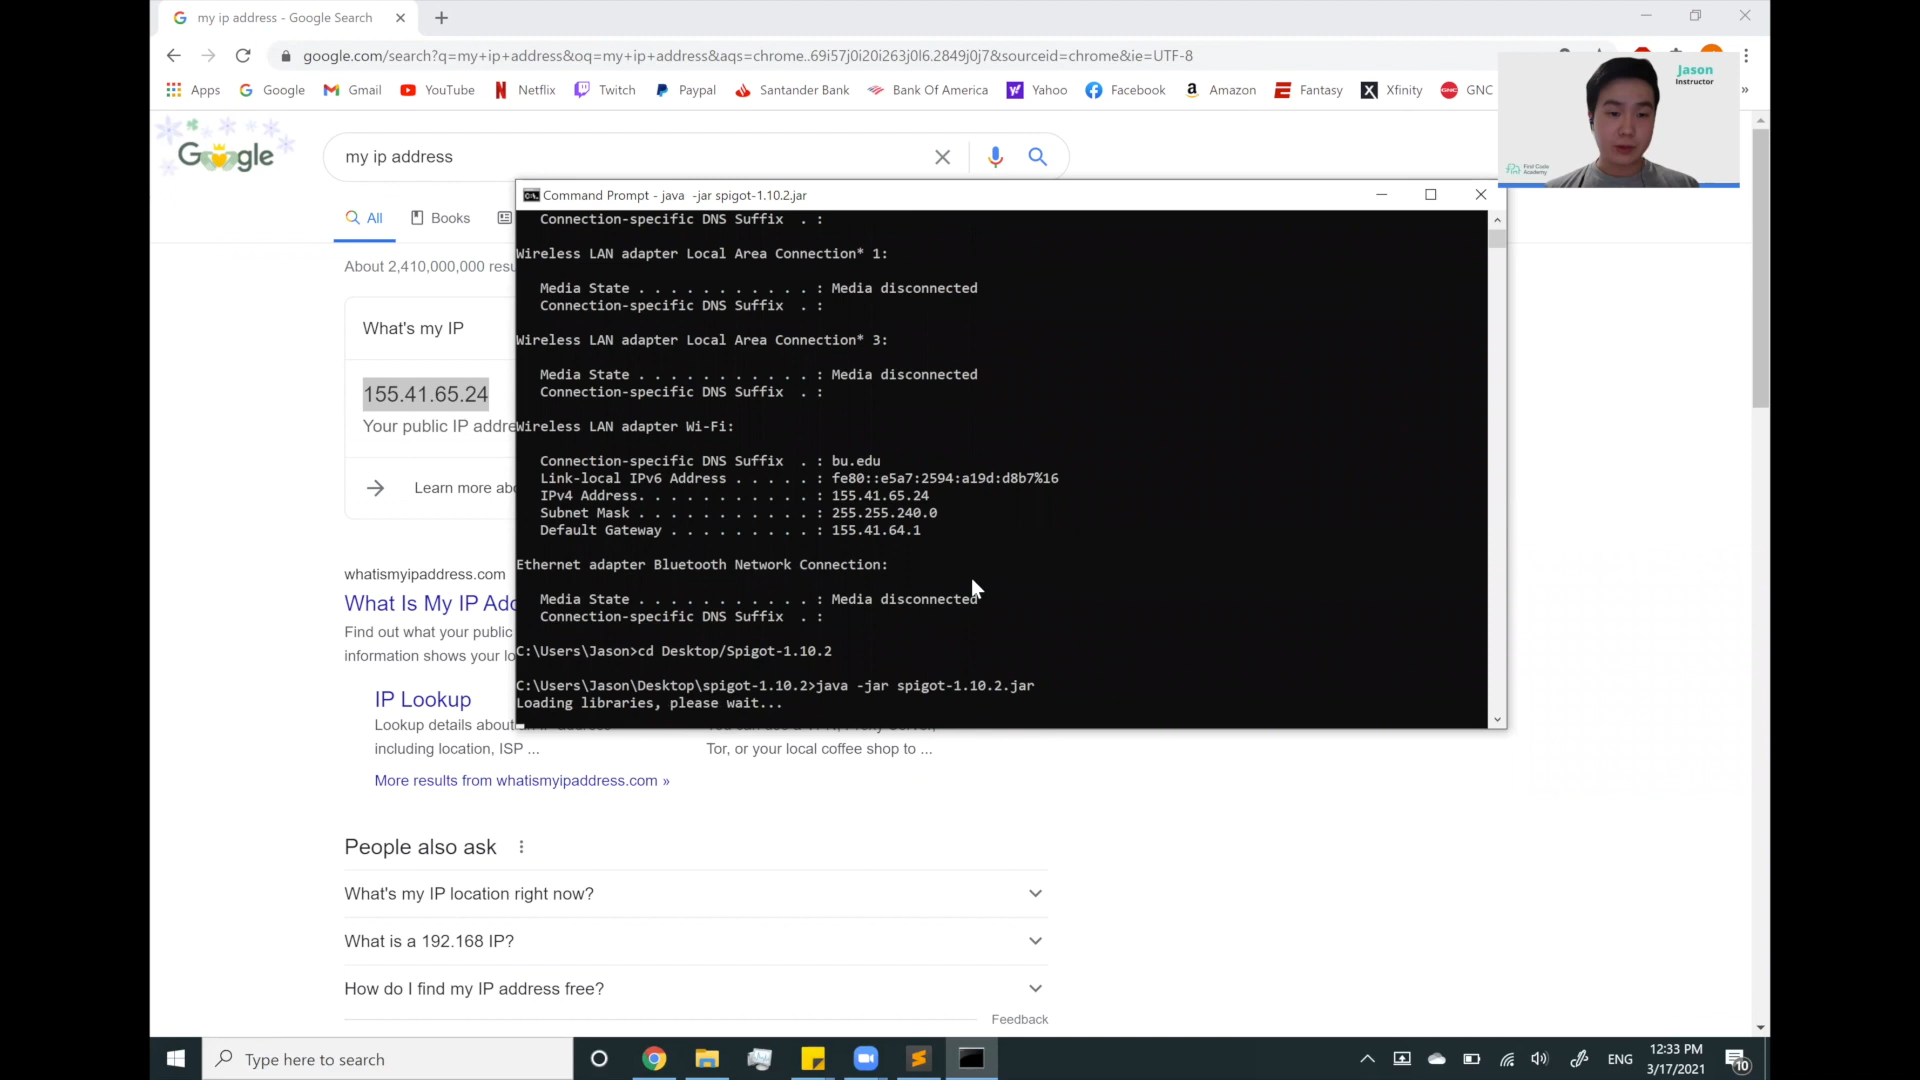 my ip address - Google Search
google.com/search?q=my+ip+address&oq=my+ip+address&aqs=chrome..69i57j0i20i263j0l6.2849j0j7&sourceid=chrome&ie=UTF-8
Apps Google Gmail YouTube Netflix Twitch Paypal Santander Bank Bank Of America Yahoo Facebook Amazon Fantasy Xfinity GNC »
Jason
Instructor
First Code
Academy
Google
my ip address
All Books
About 2,410,000,000 resu
What's my IP
155.41.65.24
Your public IP addre
Learn more abo
whatismyipaddress.com
What Is My IP Add
Find out what your public
information shows your lo
IP Lookup
Lookup details about
including location, ISP ...
Tor, or your local coffee shop to ...
More results from whatismyipaddress.com »
People also ask
What's my IP location right now?
What is a 192.168 IP?
How do I find my IP address free?
Feedback
Command Prompt - java -jar spigot-1.10.2.jar
Connection-specific DNS Suffix . :
Wireless LAN adapter Local Area Connection* 1:
Media State . . . . . . . . . . . : Media disconnected
Connection-specific DNS Suffix . :
Wireless LAN adapter Local Area Connection* 3:
Media State . . . . . . . . . . . : Media disconnected
Connection-specific DNS Suffix . :
Wireless LAN adapter Wi-Fi:
Connection-specific DNS Suffix . : bu.edu
Link-local IPv6 Address . . . . . : fe80::e5a7:2594:a19d:d8b7%16
IPv4 Address. . . . . . . . . . . : 155.41.65.24
Subnet Mask . . . . . . . . . . . : 255.255.240.0
Default Gateway . . . . . . . . . : 155.41.64.1
Ethernet adapter Bluetooth Network Connection:
Media State . . . . . . . . . . . : Media disconnected
Connection-specific DNS Suffix . :
C:\Users\Jason>cd Desktop/Spigot-1.10.2
C:\Users\Jason\Desktop\spigot-1.10.2>java -jar spigot-1.10.2.jar
Loading libraries, please wait...
Type here to search
ENG
12:33 PM
3/17/2021
10